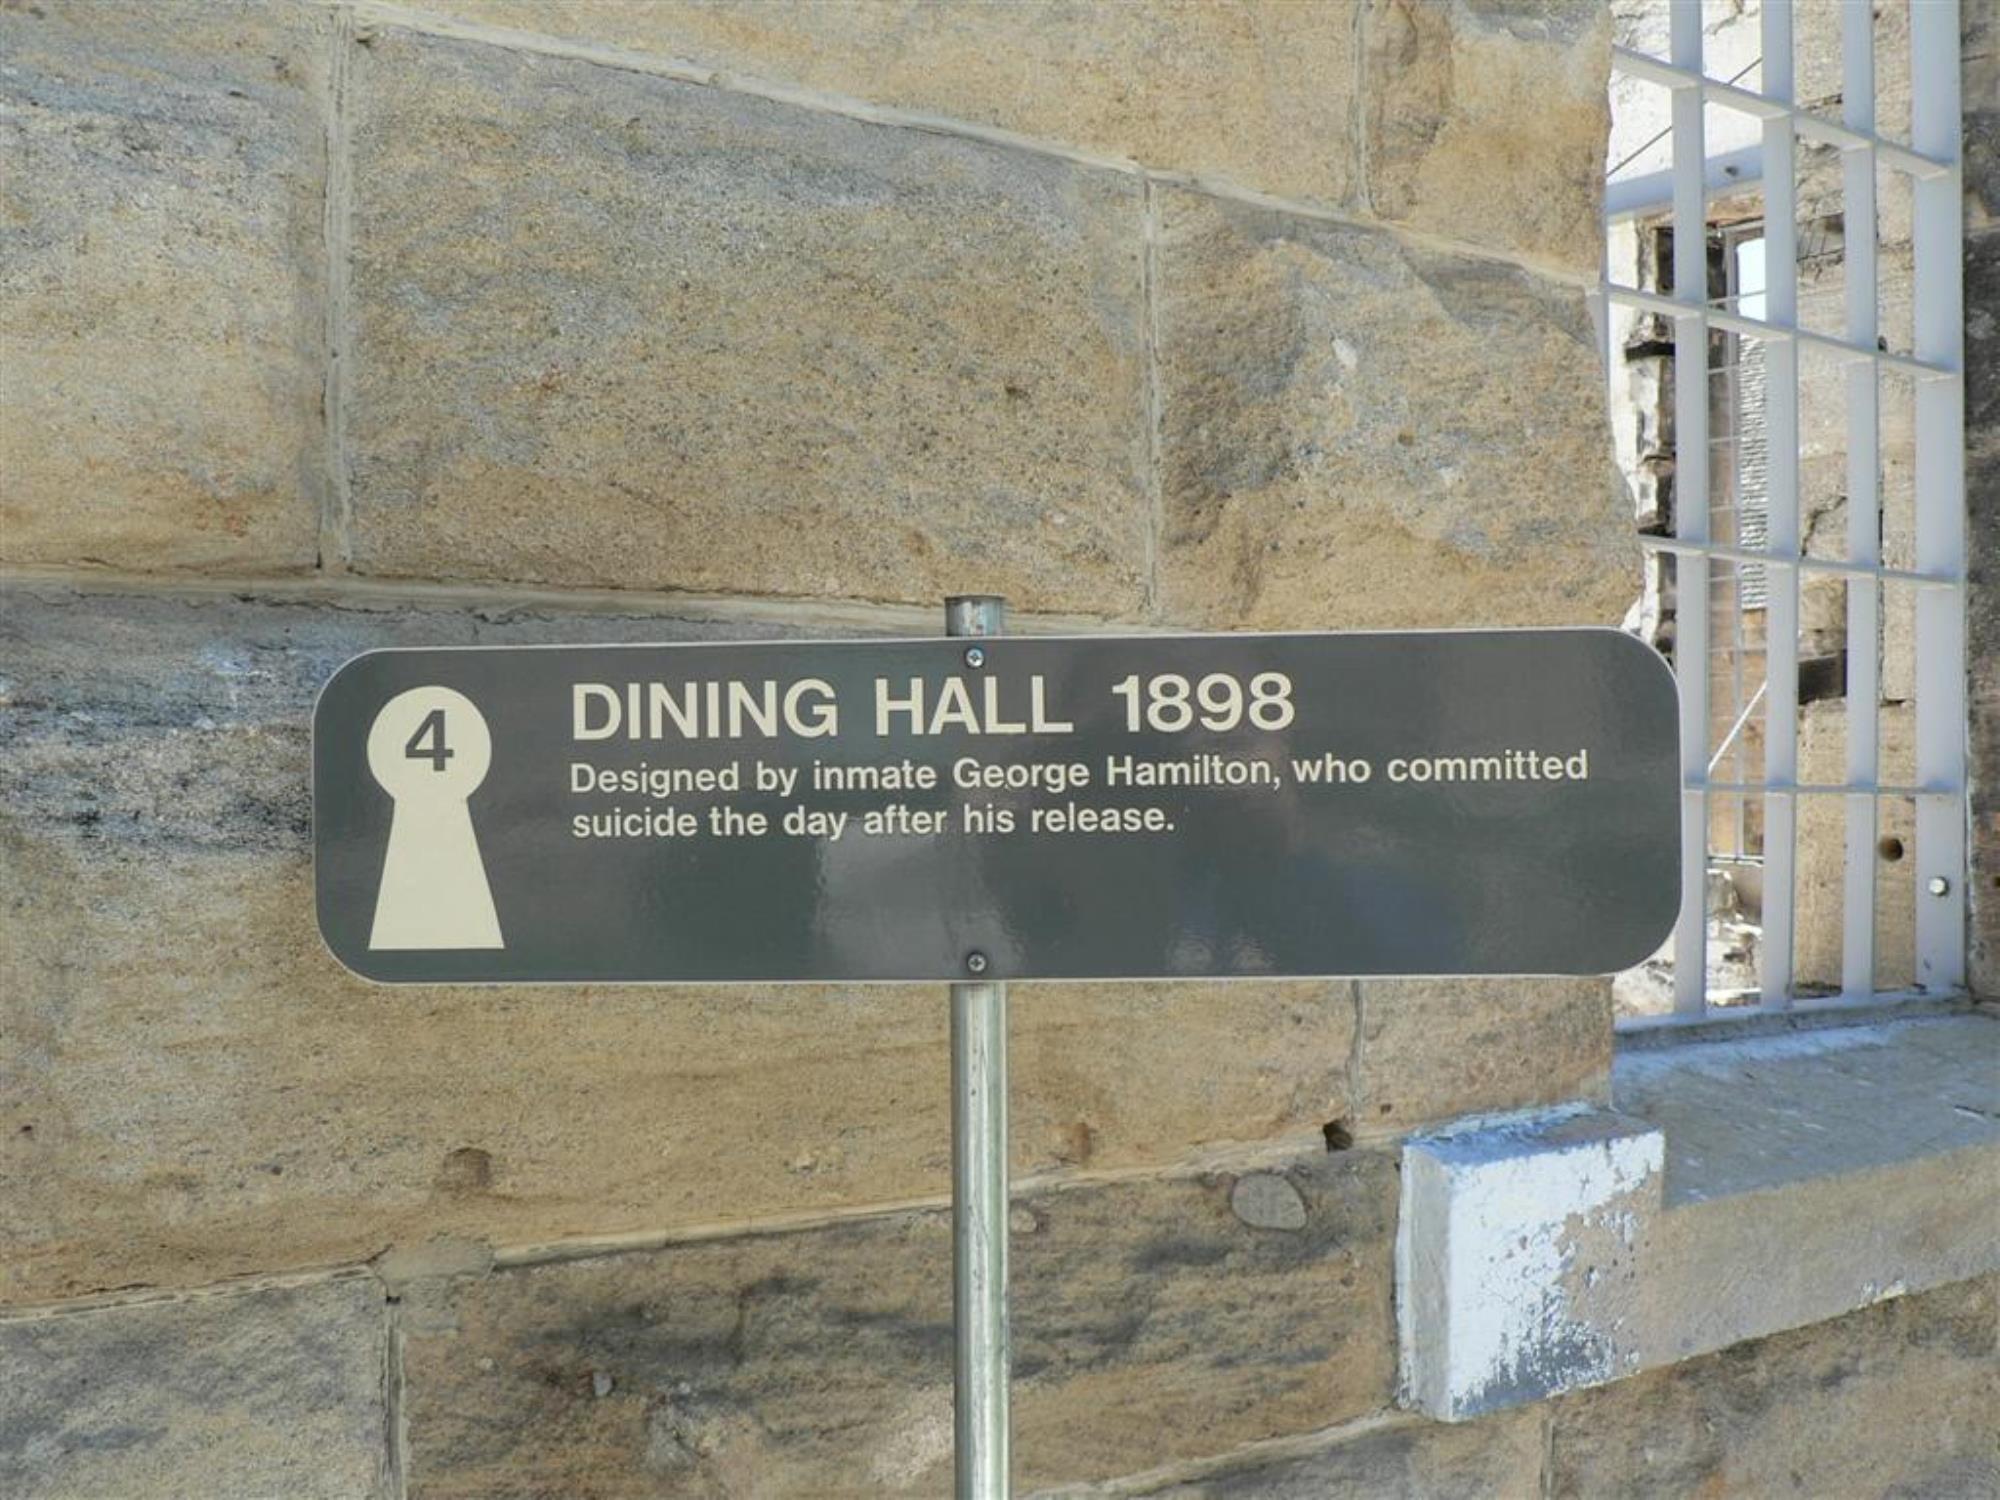 4
DINING HALL 1898
Designed by inmate George Hamilton, who committed
suicide the day after his release.